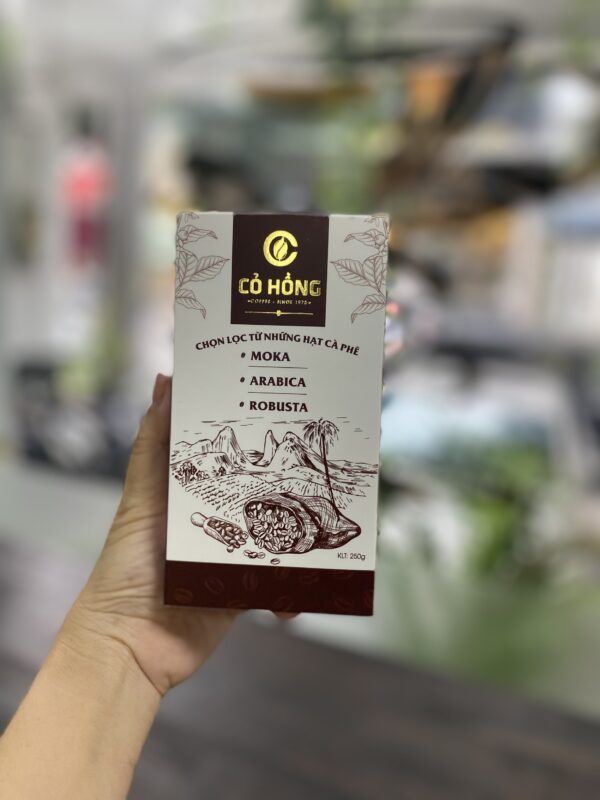 CỎ HỒNG
COFFEE - SINCE 1975
CHỌN LỌC TỪ NHỮNG HẠT CÀ PHÊ
MOKA
ARABICA
ROBUSTA
KLT: 250g